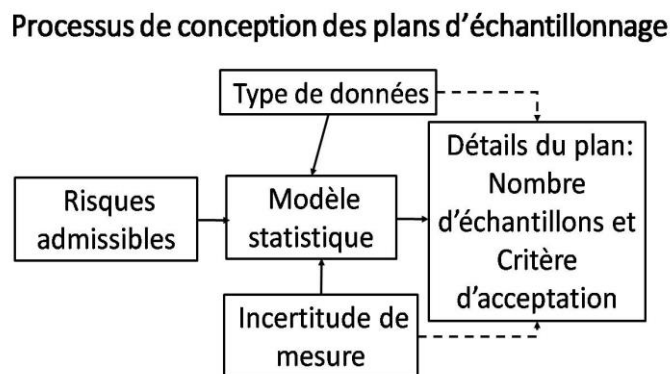 Processus de conception des plans d'échantillonnage
Type de données
Risques
admissibles
Modèle
statistique
Incertitude de
mesure
Détails du plan:
Nombre
d'échantillons et
Critère
d'acceptation